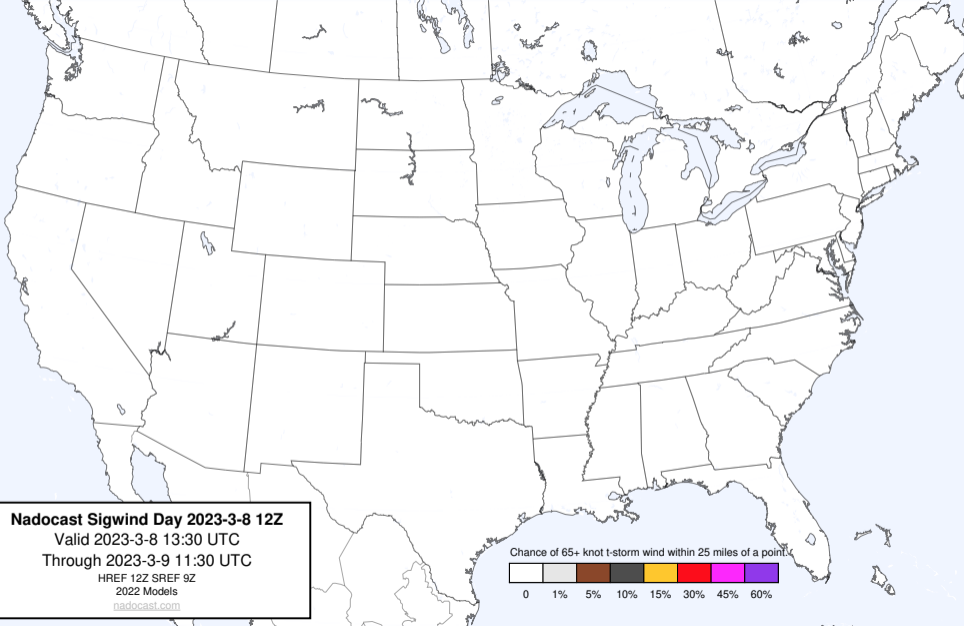 Nadocast Sigwind Day 2023-3-8 12Z
Valid 2023-3-8 13:30 UTC
Through 2023-3-9 11:30 UTC
HREF 12Z SREF 9Z
2022 Models
nadocast.com
Chance of 65+ knot t-storm wind within 25 miles of a point.
0 1% 5% 10% 15% 30% 45% 60%